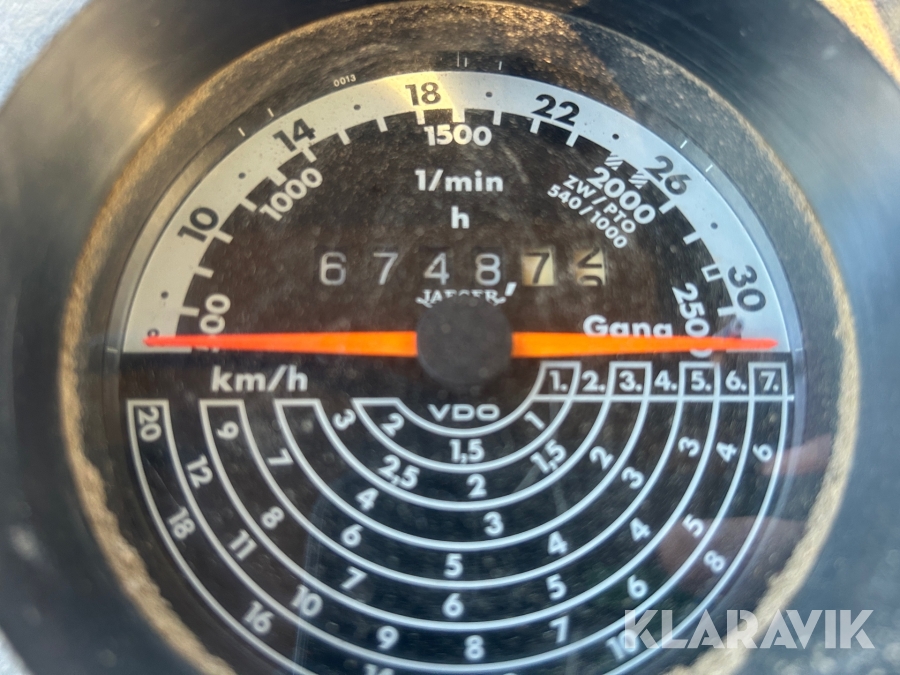 0013
10 14 18 22 26 30
1000 1500 2000 2500
1/min
ZW/PTO
540/1000
h
6748,7
JAEGER
Gang
km/h
1. 2. 3. 4. 5. 6. 7.
VDO
20 9 3 2 1
12 7 2,5 1,5 1,5 2 3 4 6
18 8 4 2 3
11 6 3 4 4 5
7 5 5 6 8
16 10 9 6 8 7 10
KLARAVIK